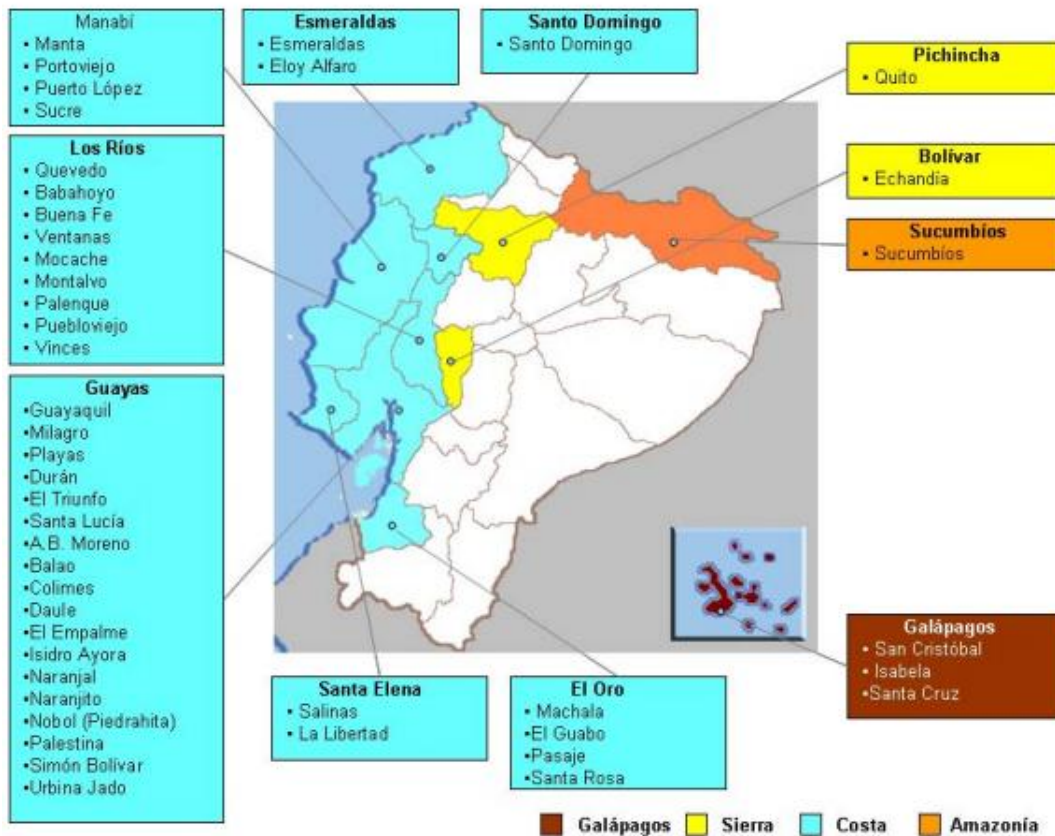 Manabí
• Manta
• Portoviejo
• Puerto López
• Sucre
Esmeraldas
• Esmeraldas
• Eloy Alfaro
Santo Domingo
• Santo Domingo
Pichincha
• Quito
Los Ríos
• Quevedo
• Babahoyo
• Buena Fe
• Ventanas
• Mocache
• Montalvo
• Palenque
• Puebloviejo
• Vinces
Bolívar
• Echandía
Sucumbíos
• Sucumbíos
Guayas
•Guayaquil
•Milagro
•Playas
•Durán
•El Triunfo
•Santa Lucía
•A.B. Moreno
•Balao
•Colimes
•Daule
•El Empalme
•Isidro Ayora
•Naranjal
•Naranjito
•Nobol (Piedrahita)
•Palestina
•Simón Bolívar
•Urbina Jado
Santa Elena
• Salinas
• La Libertad
El Oro
• Machala
•El Guabo
•Pasaje
•Santa Rosa
Galápagos
• San Cristóbal
• Isabela
•Santa Cruz
Galápagos Sierra Costa Amazonía